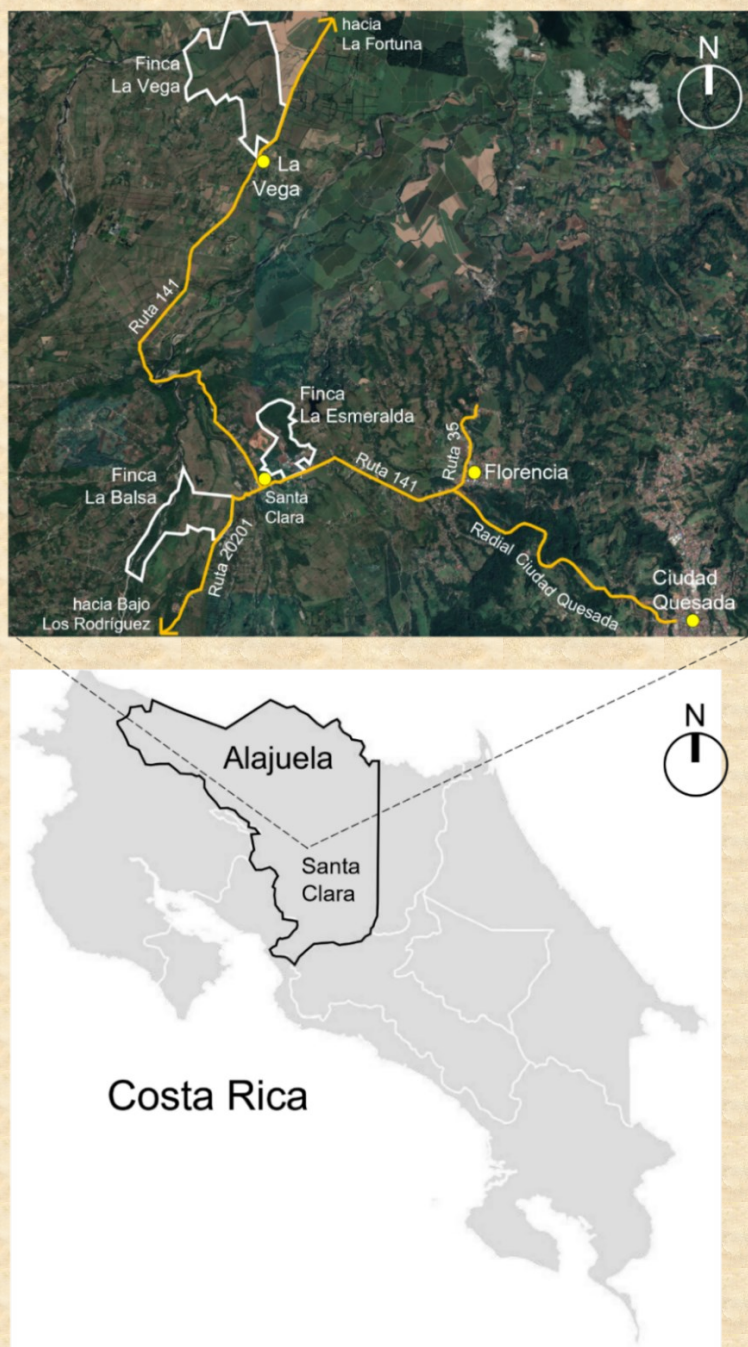 hacia
La Fortuna
N
Finca
La Vega
La
Vega
Ruta 141
Finca
La Esmeralda
Ruta 35
Ruta 141
Florencia
Finca
La Balsa
Santa
Clara
Ruta 20201
Radial Ciudad Quesada
Ciudad
Quesada
hacia Bajo
Los Rodríguez
N
Alajuela
Santa
Clara
Costa Rica